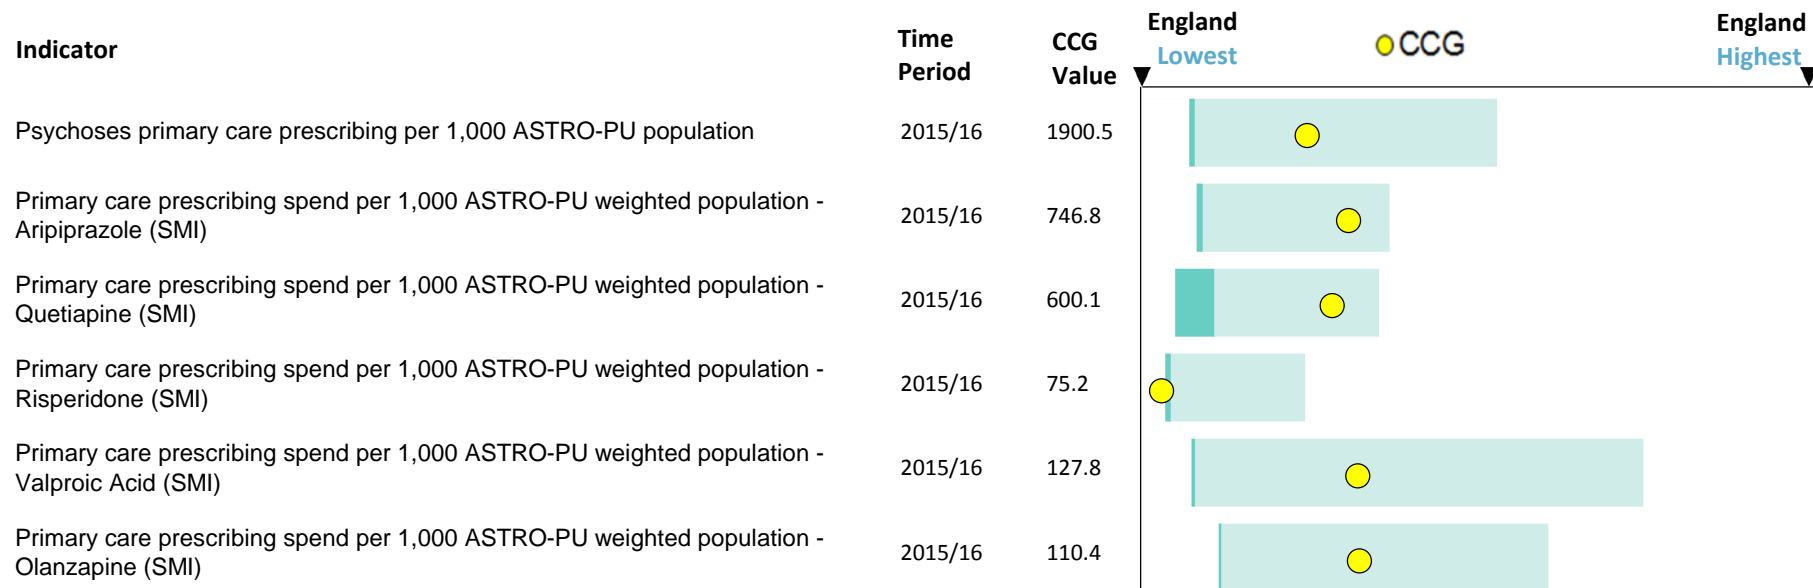 Indicator
Time
Period
CCG
Value
England
Lowest
CCG
England
Highest
Psychoses primary care prescribing per 1,000 ASTRO-PU population
2015/16
1900.5
Primary care prescribing spend per 1,000 ASTRO-PU weighted population -
Aripiprazole (SMI)
2015/16
746.8
Primary care prescribing spend per 1,000 ASTRO-PU weighted population -
Quetiapine (SMI)
2015/16
600.1
Primary care prescribing spend per 1,000 ASTRO-PU weighted population -
Risperidone (SMI)
2015/16
75.2
Primary care prescribing spend per 1,000 ASTRO-PU weighted population -
Valproic Acid (SMI)
2015/16
127.8
Primary care prescribing spend per 1,000 ASTRO-PU weighted population -
Olanzapine (SMI)
2015/16
110.4